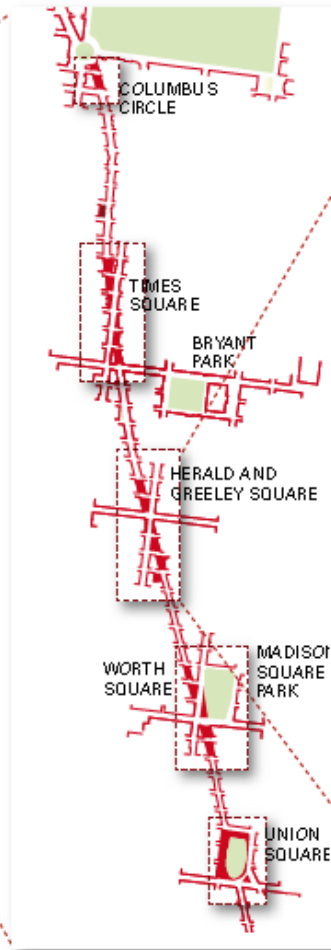 COLUMBUS
CIRCLE
TIMES
SQUARE
BRYANT
PARK
HERALD AND
GREELEY SQUARE
MADISON
SQUARE
PARK
WORTH
SQUARE
UNION
SQUARE